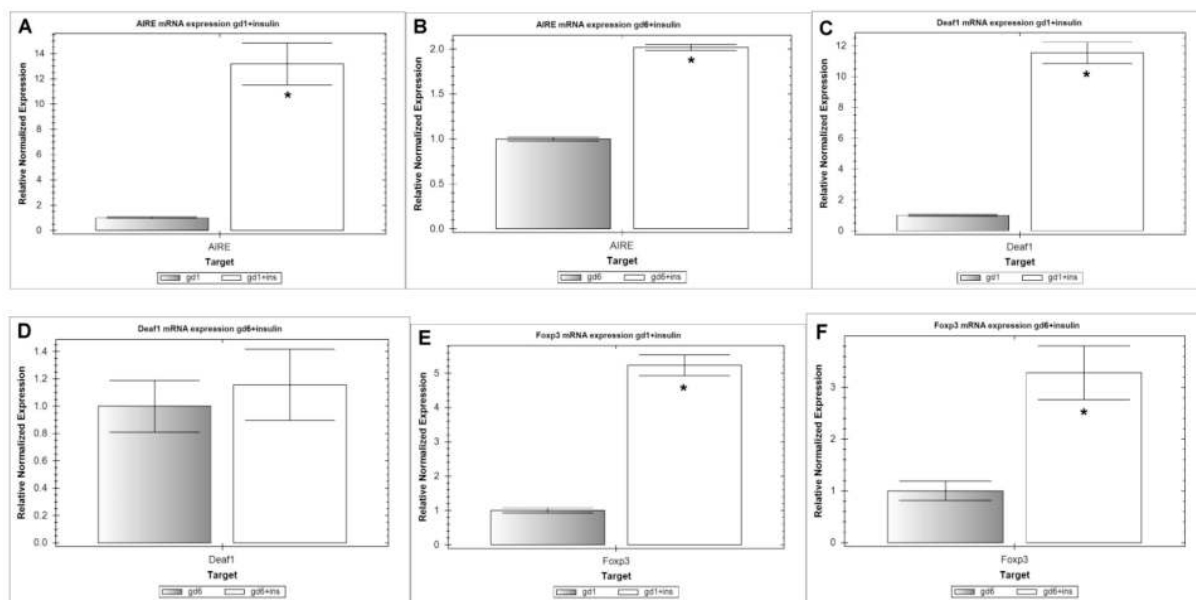 A
AIRE mRNA expression gd1+insulin
Relative Normalized Expression
14
12
10
8
6
4
2
0
*
AIRE
Target
gd1 gd1+ins
B
AIRE mRNA expression gd6+insulin
Relative Normalized Expression
2.0
1.5
1.0
0.5
0.0
*
AIRE
Target
gd6 gd6+ins
C
Deaf1 mRNA expression gd1+insulin
Relative Normalized Expression
12
10
8
6
4
2
0
*
Deaf1
Target
gd1 gd1+ins
D
Deaf1 mRNA expression gd6+insulin
Relative Normalized Expression
1.4
1.2
1.0
0.8
0.6
0.4
0.2
0.0
Deaf1
Target
gd6 gd6+ins
E
Foxp3 mRNA expression gd1+insulin
Relative Normalized Expression
5
4
3
2
1
0
*
Foxp3
Target
gd1 gd1+ins
F
Foxp3 mRNA expression gd6+insulin
Relative Normalized Expression
3
2
1
0
*
Foxp3
Target
gd6 gd6+ins